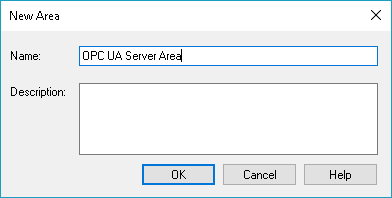 New Area
Name: OPC UA Server Area
Description:
OK Cancel Help